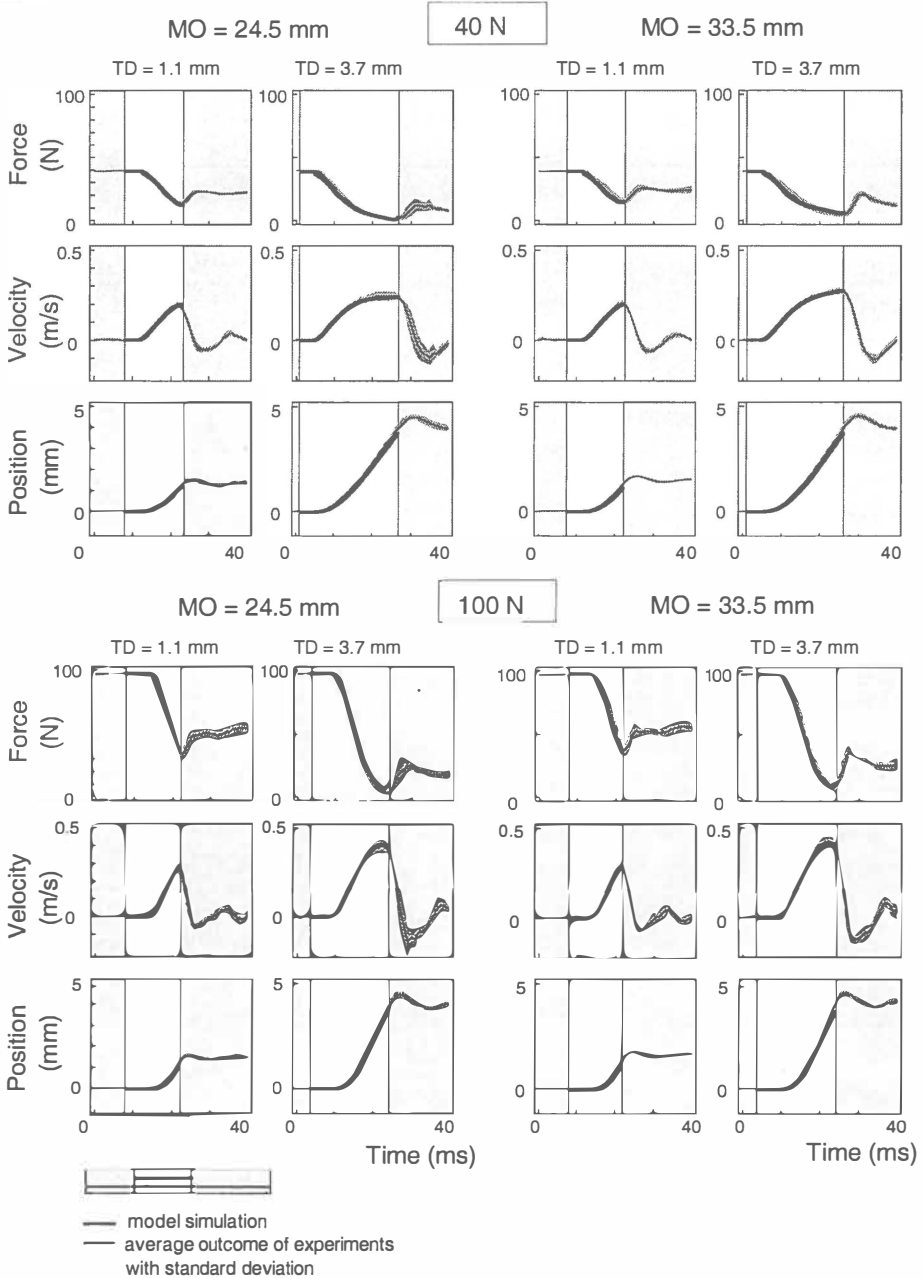 MO = 24.5 mm 40 N MO = 33.5 mm
TD = 1.1 mm TD = 3.7 mm TD = 1.1 mm TD = 3.7 mm
Force (N)
100 100 100 100
0 0 0 0
Velocity (m/s)
0.5 0.5 0.5 0.5
0 0 0 0
Position (mm)
5 5 5 5
0 0 0 0
0 40 0 40 0 40 0 40
MO = 24.5 mm 100 N MO = 33.5 mm
TD = 1.1 mm TD = 3.7 mm TD = 1.1 mm TD = 3.7 mm
Force (N)
100 100 100 100
0 0 0 0
Velocity (m/s)
0.5 0.5 0.5 0.5
0 0 0 0
Position (mm)
5 5 5 5
0 0 0 0
0 40 0 40 0 40 0 40
Time (ms) Time (ms)
model simulation
average outcome of experiments
with standard deviation